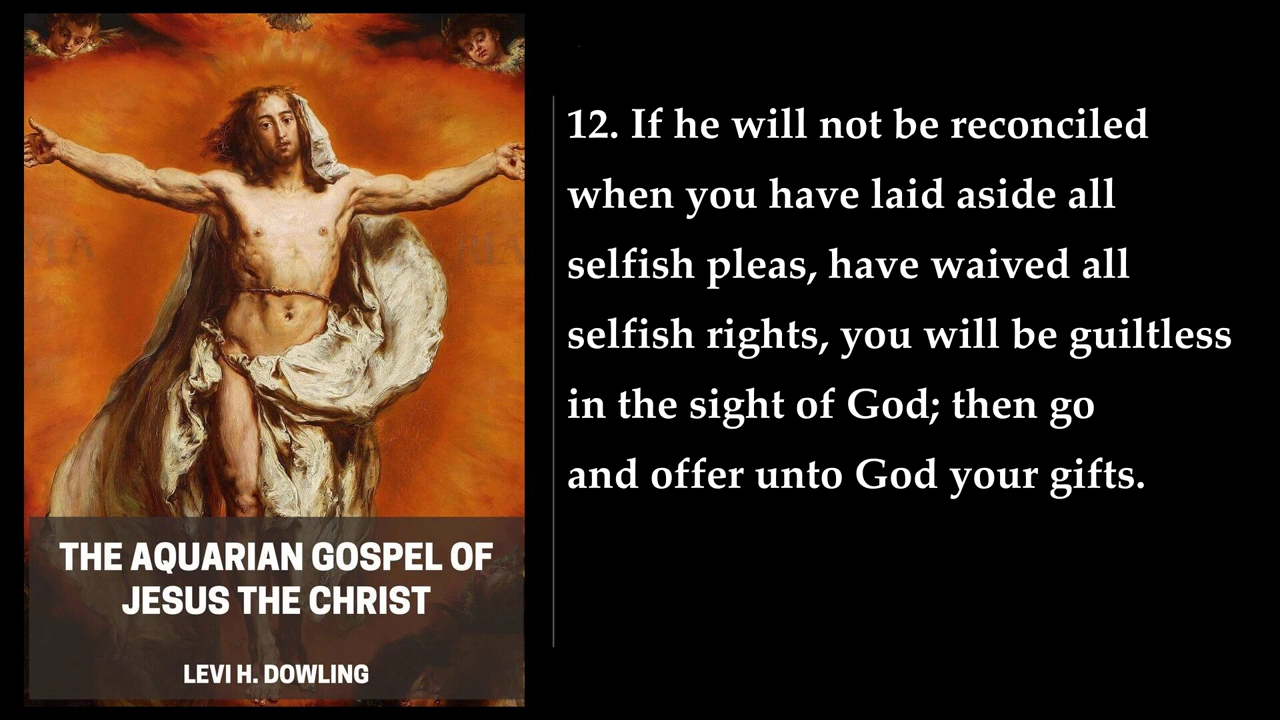 THE AQUARIAN GOSPEL OF
JESUS THE CHRIST
LEVI H. DOWLING
12. If he will not be reconciled
when you have laid aside all
selfish pleas, have waived all
selfish rights, you will be guiltless
in the sight of God; then go
and offer unto God your gifts.